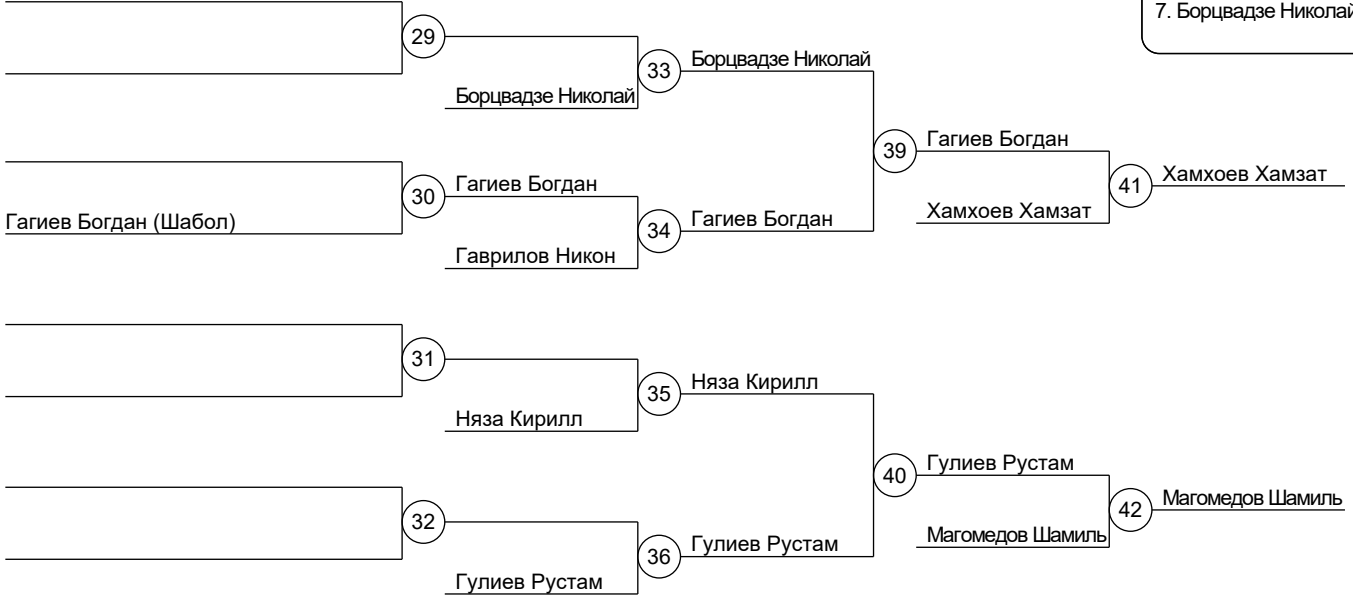 7. Борцвадзе Николай
29
Борцвадзе Николай
33
Борцвадзе Николай
39
Гагиев Богдан
41
Хамхоев Хамзат
Гагиев Богдан (Шабол)
30
Гагиев Богдан
Гаврилов Никон
34
Гагиев Богдан
Хамхоев Хамзат
31
Няза Кирилл
35
Няза Кирилл
40
Гулиев Рустам
42
Магомедов Шамиль
32
Гулиев Рустам
36
Гулиев Рустам
Магомедов Шамиль